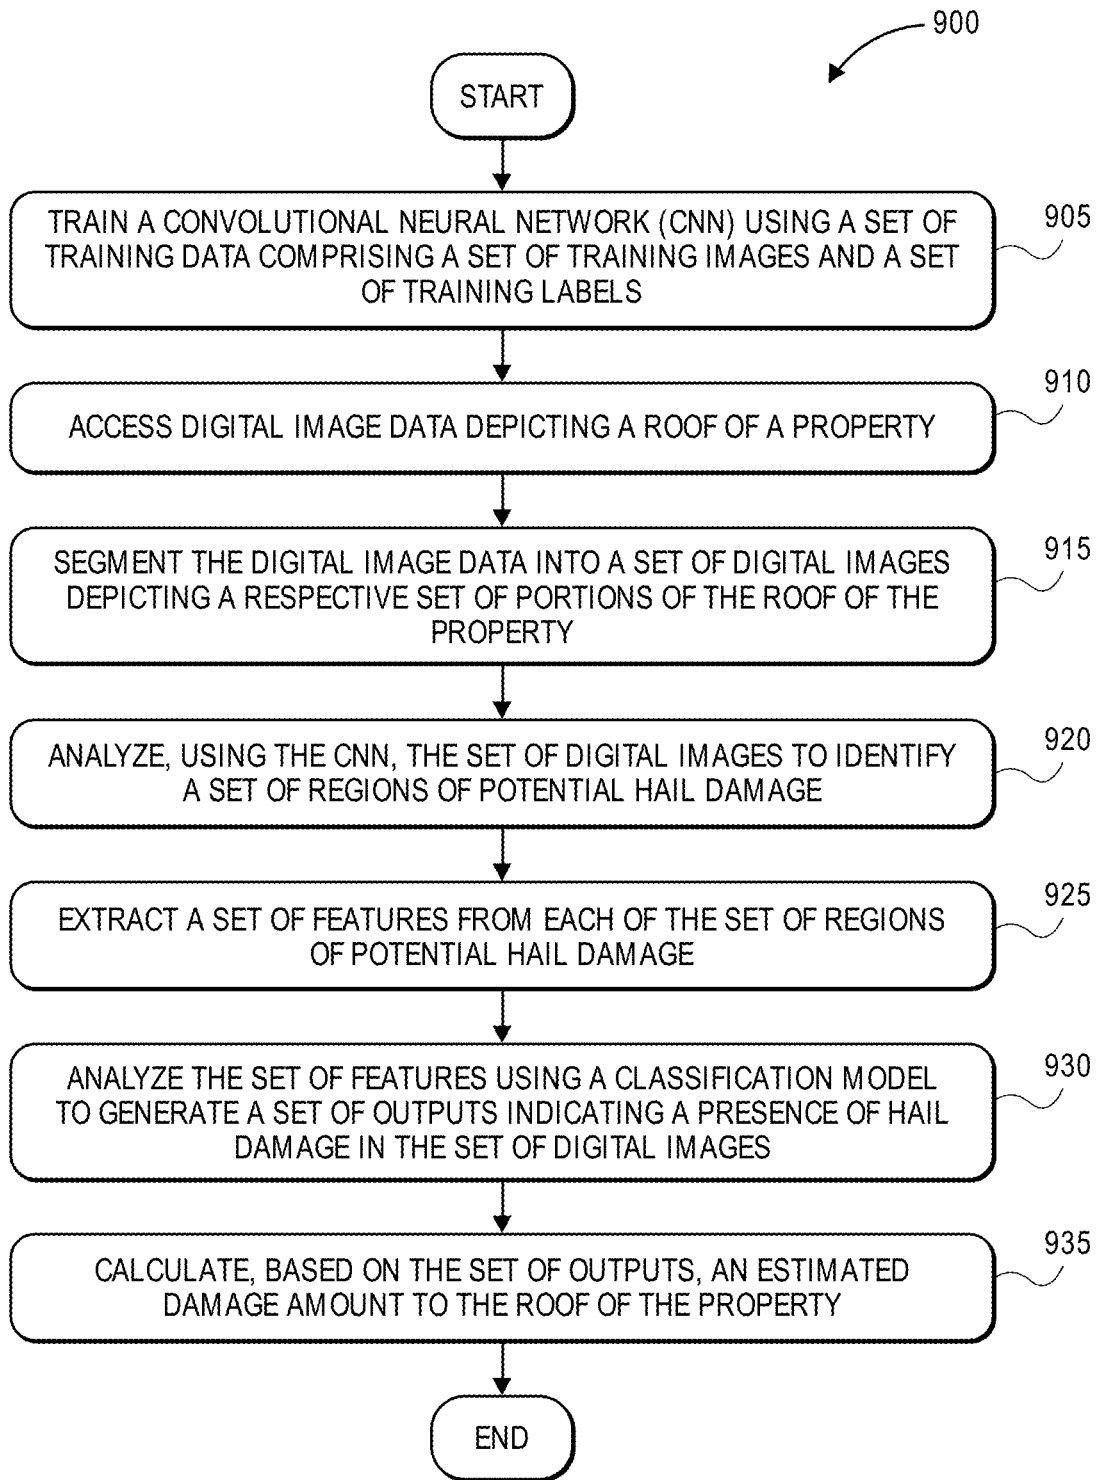 900
START
TRAIN A CONVOLUTIONAL NEURAL NETWORK (CNN) USING A SET OF
TRAINING DATA COMPRISING A SET OF TRAINING IMAGES AND A SET
OF TRAINING LABELS
905
ACCESS DIGITAL IMAGE DATA DEPICTING A ROOF OF A PROPERTY
910
SEGMENT THE DIGITAL IMAGE DATA INTO A SET OF DIGITAL IMAGES
DEPICTING A RESPECTIVE SET OF PORTIONS OF THE ROOF OF THE
PROPERTY
915
ANALYZE, USING THE CNN, THE SET OF DIGITAL IMAGES TO IDENTIFY
A SET OF REGIONS OF POTENTIAL HAIL DAMAGE
920
EXTRACT A SET OF FEATURES FROM EACH OF THE SET OF REGIONS
OF POTENTIAL HAIL DAMAGE
925
ANALYZE THE SET OF FEATURES USING A CLASSIFICATION MODEL
TO GENERATE A SET OF OUTPUTS INDICATING A PRESENCE OF HAIL
DAMAGE IN THE SET OF DIGITAL IMAGES
930
CALCULATE, BASED ON THE SET OF OUTPUTS, AN ESTIMATED
DAMAGE AMOUNT TO THE ROOF OF THE PROPERTY
935
END